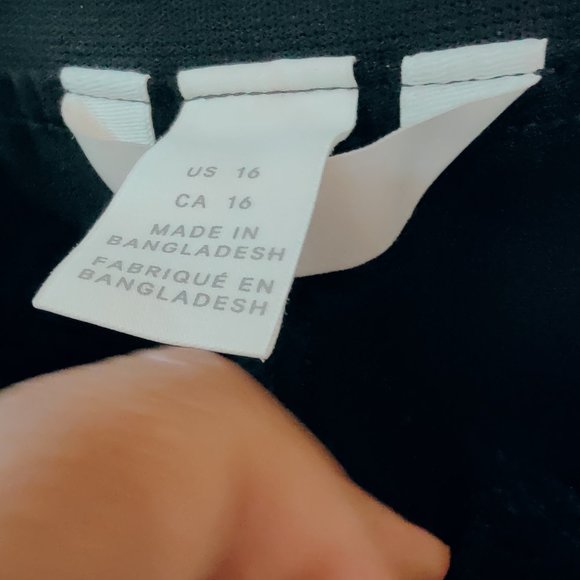 US 16
CA 16
MADE IN
BANGLADESH
FABRIQUÉ EN
BANGLADESH